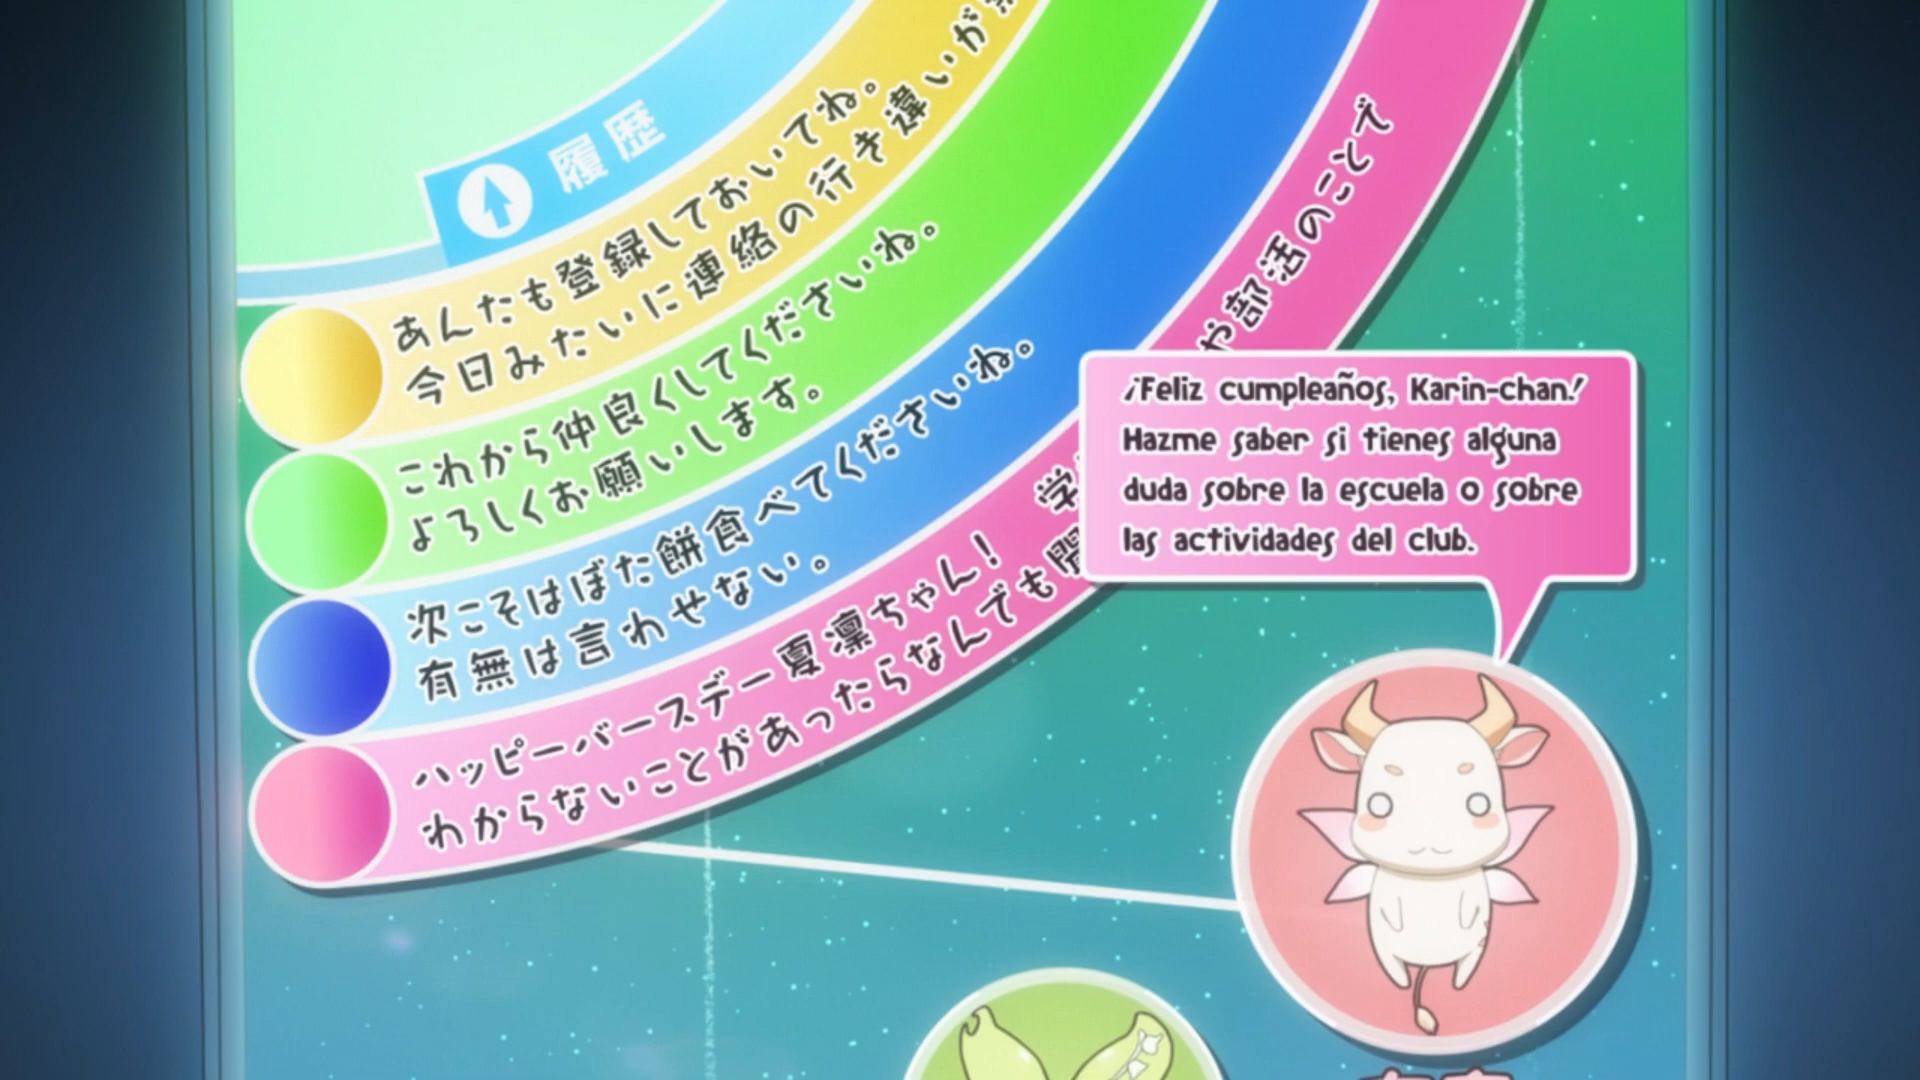 履歴
あんたも登録しておいてね。
今日みたいに連絡の行き違いが
これから仲良くしてくださいね。
よろしくお願いします。
次こそはぼた餅食べてくださいね。
有無は言わせない。
ハッピーバースデー夏凛ちゃん! 学 や部活のことで
わからないことがあったらなんでも聞
¡Feliz cumpleaños, Karin-chan!
Hazme saber si tienes alguna
duda sobre la escuela o sobre
las actividades del club.